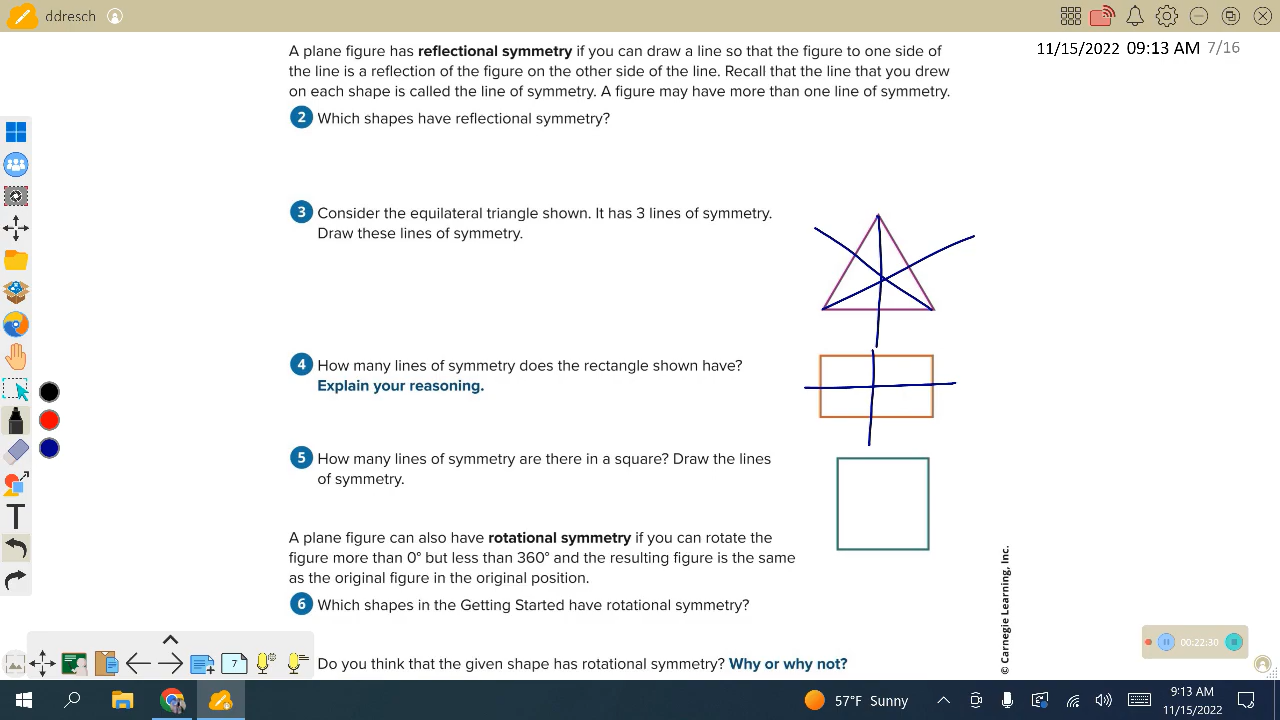 ddresch
11/15/2022 09:13 AM 7/16
A plane figure has reflectional symmetry if you can draw a line so that the figure to one side of
the line is a reflection of the figure on the other side of the line. Recall that the line that you drew
on each shape is called the line of symmetry. A figure may have more than one line of symmetry.
2 Which shapes have reflectional symmetry?
3 Consider the equilateral triangle shown. It has 3 lines of symmetry.
Draw these lines of symmetry.
4 How many lines of symmetry does the rectangle shown have?
Explain your reasoning.
5 How many lines of symmetry are there in a square? Draw the lines
of symmetry.
A plane figure can also have rotational symmetry if you can rotate the
figure more than 0° but less than 360° and the resulting figure is the same
as the original figure in the original position.
6 Which shapes in the Getting Started have rotational symmetry?
Do you think that the given shape has rotational symmetry? Why or why not?
© Carnegie Learning, Inc.
T
7
00:22:30
57°F Sunny
9:13 AM
11/15/2022